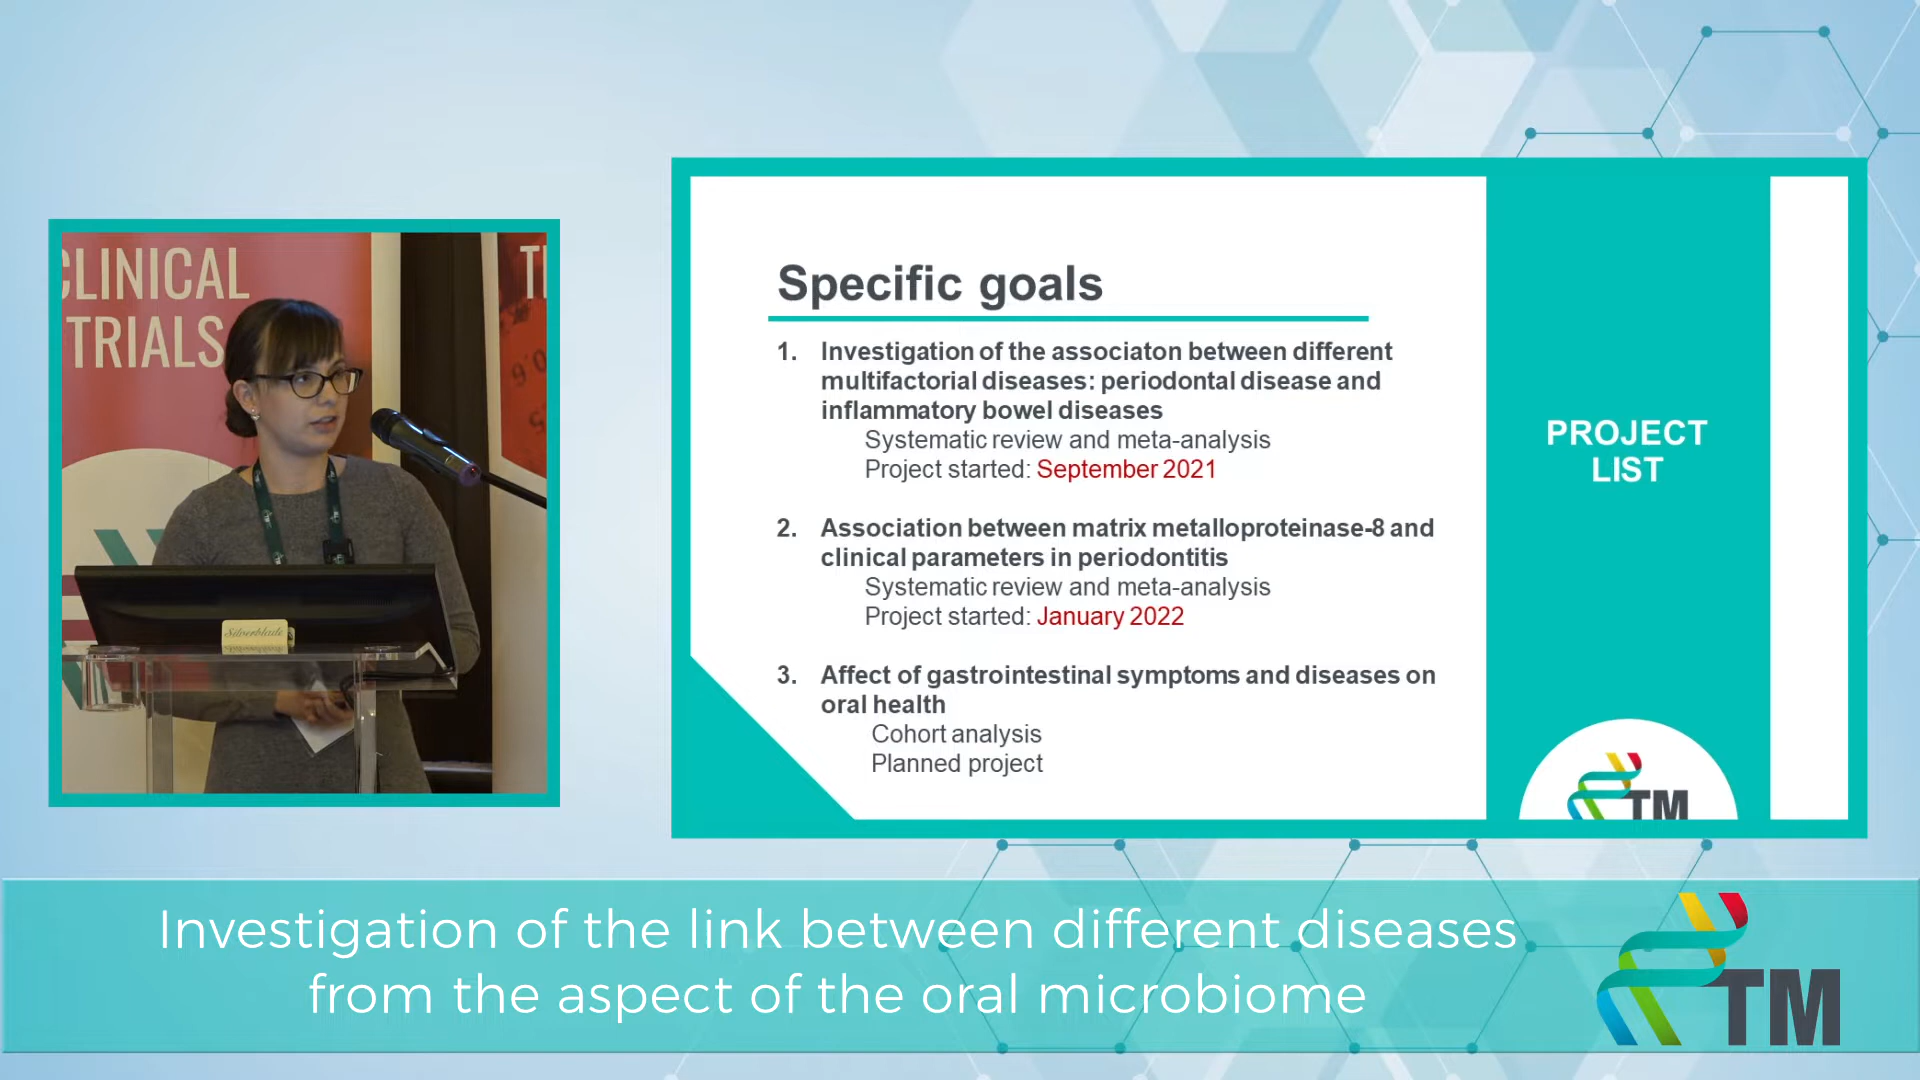 CLINICAL
TRIALS
Silverblade
Specific goals
1. Investigation of the associaton between different
multifactorial diseases: periodontal disease and
inflammatory bowel diseases
Systematic review and meta-analysis
Project started: September 2021
2. Association between matrix metalloproteinase-8 and
clinical parameters in periodontitis
Systematic review and meta-analysis
Project started: January 2022
3. Affect of gastrointestinal symptoms and diseases on
oral health
Cohort analysis
Planned project
PROJECT
LIST
TM
Investigation of the link between different diseases
from the aspect of the oral microbiome
TM